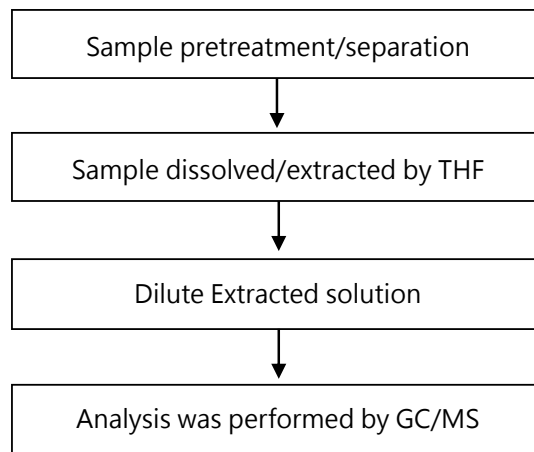 Sample pretreatment/separation
Sample dissolved/extracted by THF
Dilute Extracted solution
Analysis was performed by GC/MS